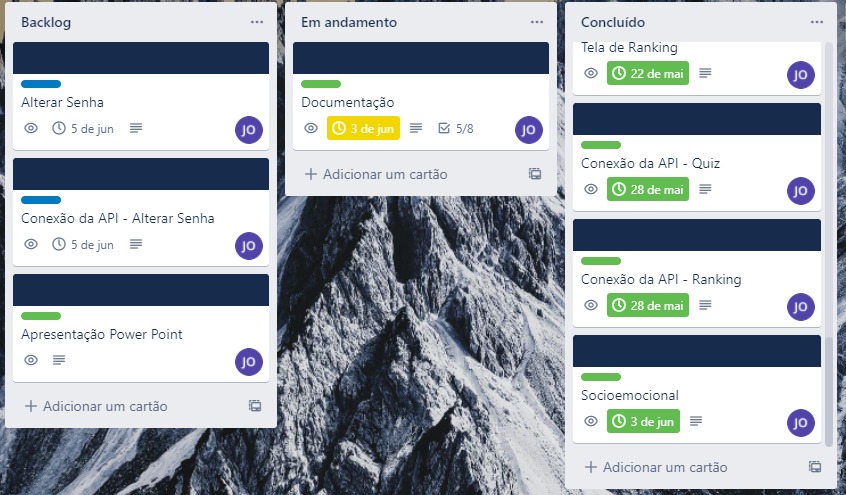 Backlog
Alterar Senha
5 de jun
JO
Conexão da API - Alterar Senha
5 de jun
JO
Apresentação Power Point
JO
Adicionar um cartão
Em andamento
Documentação
3 de jun
5/8
JO
Adicionar um cartão
Concluído
Tela de Ranking
22 de mai
JO
Conexão da API - Quiz
28 de mai
JO
Conexão da API - Ranking
28 de mai
JO
Socioemocional
3 de jun
JO
Adicionar um cartão